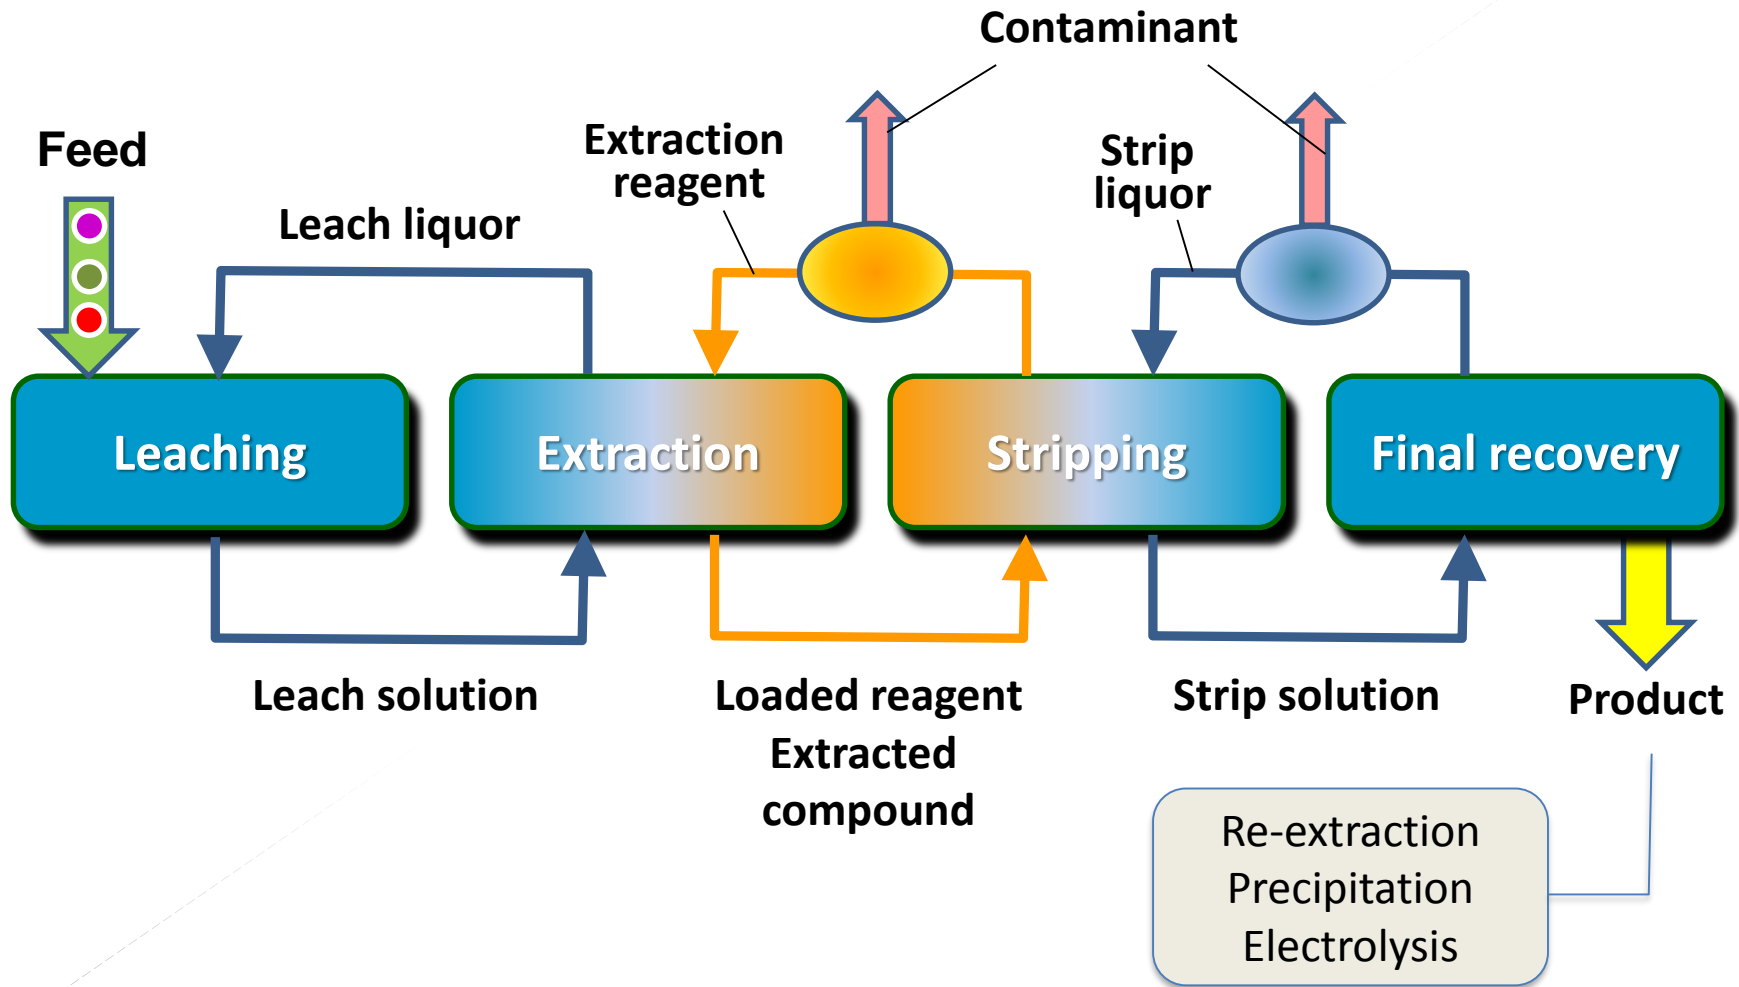 Contaminant
Feed
Extraction
reagent
Strip
liquor
Leach liquor
Leaching
Extraction
Stripping
Final recovery
Leach solution
Loaded reagent
Extracted
compound
Strip solution
Product
Re-extraction
Precipitation
Electrolysis